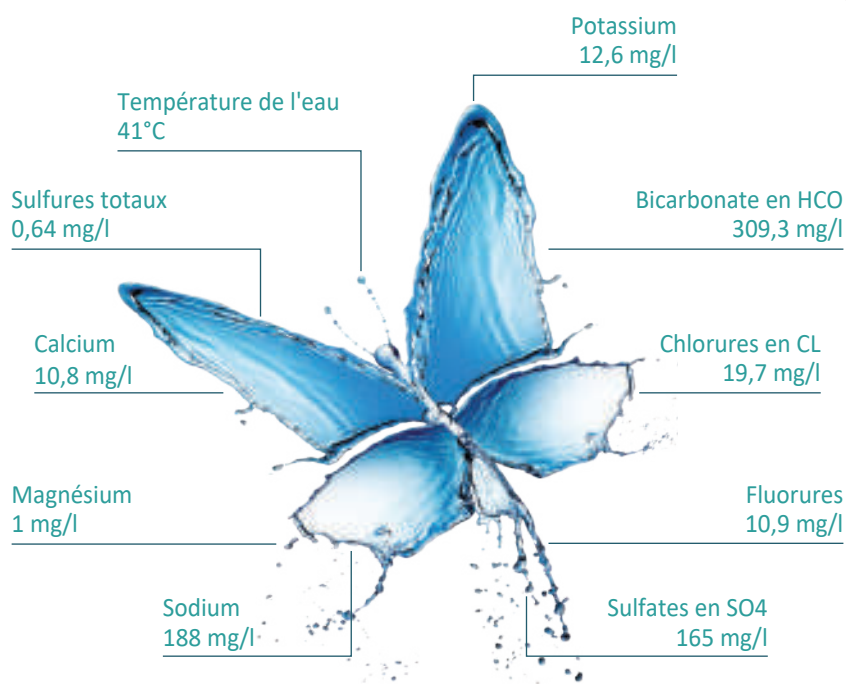 Potassium
12,6 mg/l
Température de l'eau
41°C
Sulfures totaux
0,64 mg/l
Bicarbonate en HCO
309,3 mg/l
Calcium
10,8 mg/l
Chlorures en CL
19,7 mg/l
Magnésium
1 mg/l
Fluorures
10,9 mg/l
Sodium
188 mg/l
Sulfates en SO4
165 mg/l